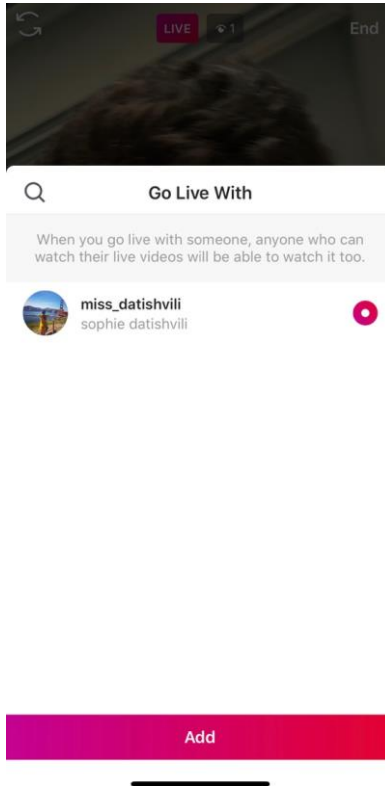 LIVE 1 End
Go Live With
When you go live with someone, anyone who can
watch their live videos will be able to watch it too.
miss_datishvili
sophie datishvili
Add